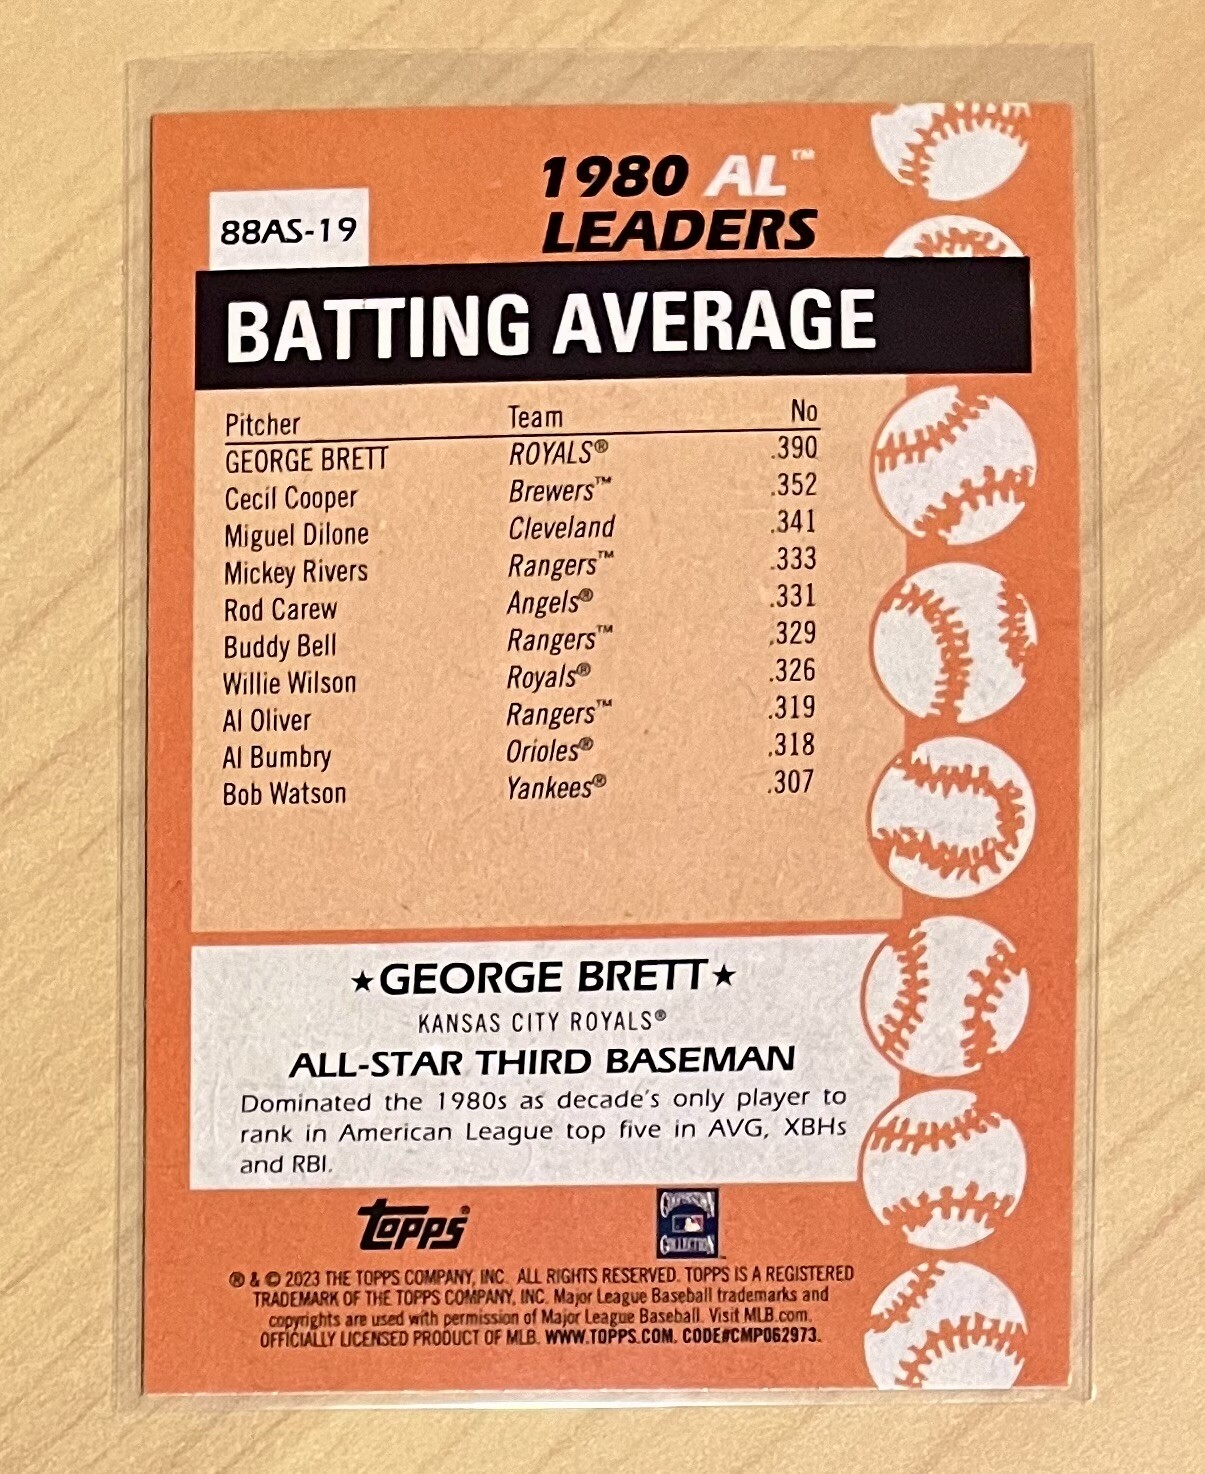 1980 AL™
LEADERS
88AS-19
BATTING AVERAGE
Pitcher Team No
GEORGE BRETT ROYALS® .390
Cecil Cooper Brewers™ .352
Miguel Dilone Cleveland .341
Mickey Rivers Rangers™ .333
Rod Carew Angels® .331
Buddy Bell Rangers™ .329
Willie Wilson Royals® .326
Al Oliver Rangers™ .319
Al Bumbry Orioles® .318
Bob Watson Yankees® .307
★GEORGE BRETT★
KANSAS CITY ROYALS®
ALL-STAR THIRD BASEMAN
Dominated the 1980s as decade's only player to
rank in American League top five in AVG, XBHs
and RBI.
Topps®
COOPERSTOWN COLLECTION™
® & © 2023 THE TOPPS COMPANY, INC. ALL RIGHTS RESERVED. TOPPS IS A REGISTERED
TRADEMARK OF THE TOPPS COMPANY, INC. Major League Baseball trademarks and
copyrights are used with permission of Major League Baseball. Visit MLB.com.
OFFICIALLY LICENSED PRODUCT OF MLB. WWW.TOPPS.COM. CODE#CMP062973.